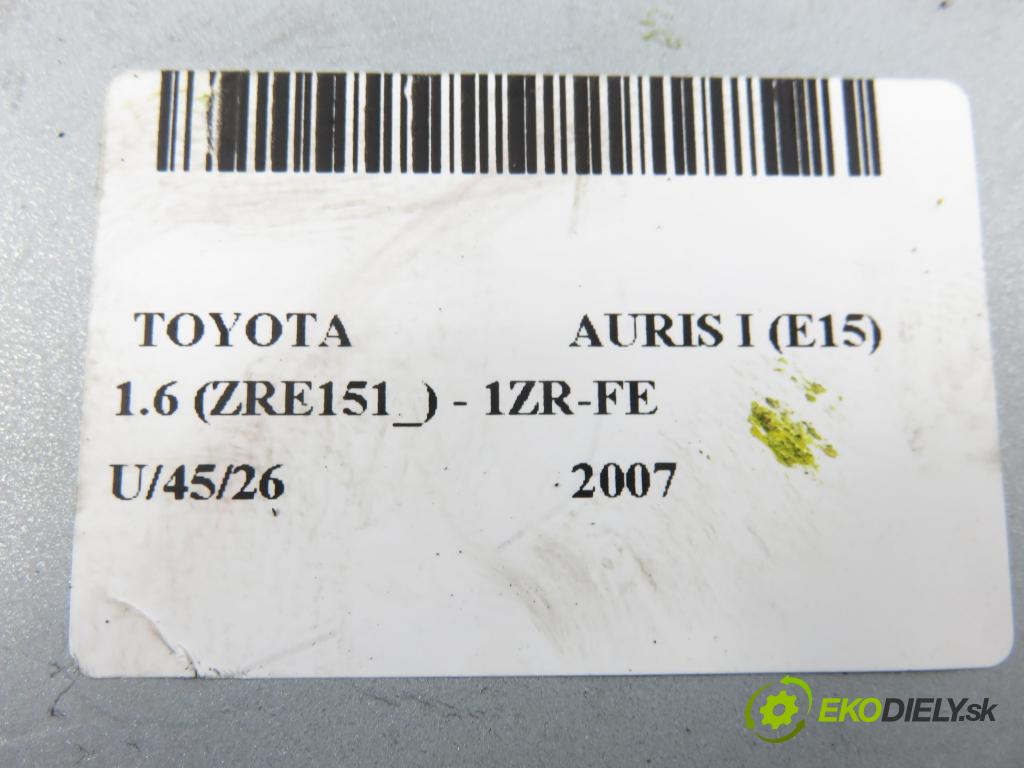 TOYOTA AURIS I (E15)
1.6 (ZRE151_) - 1ZR-FE
U/45/26 2007
EKODIELY.sk